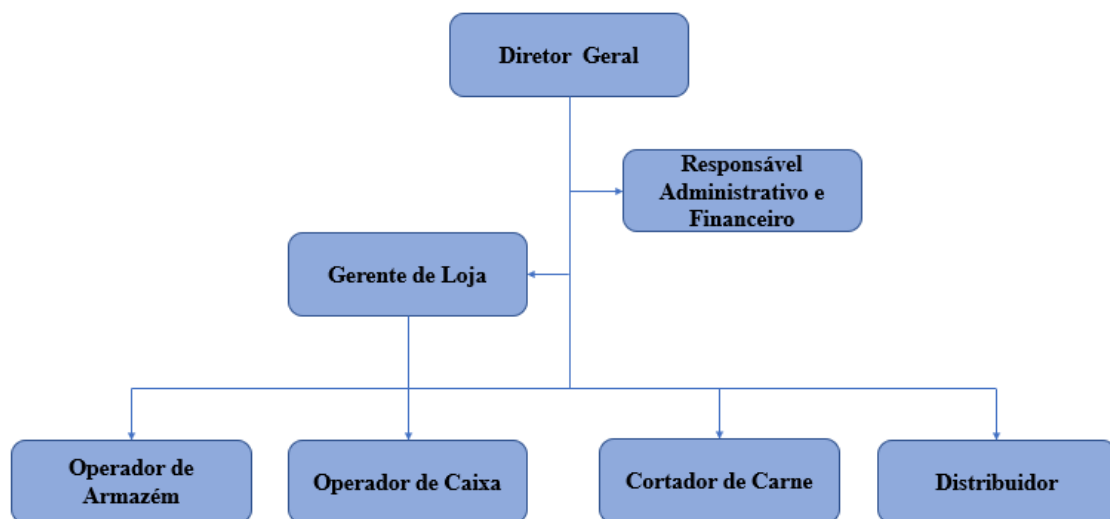 Diretor Geral
Responsável
Administrativo e
Financeiro
Gerente de Loja
Operador de
Armazém
Operador de Caixa
Cortador de Carne
Distribuidor